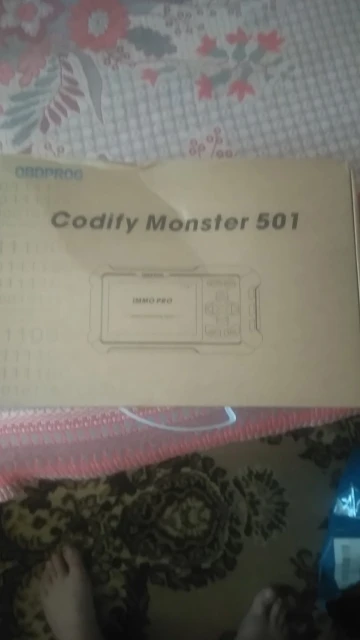 OBDPROG
Codify Monster 501
IMMO PRO